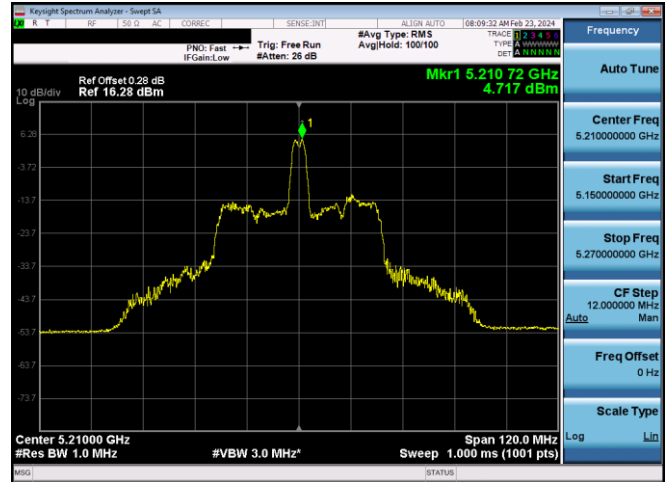 Keysight Spectrum Analyzer - Swept SA
R T RF 50 Ω AC CORREC SENSE:INT ALIGN AUTO 08:09:32 AM Feb 23, 2024
Frequency
PNO: Fast Trig: Free Run #Avg Type: RMS TRACE 1 2 3 4 5 6
IFGain:Low #Atten: 26 dB Avg|Hold: 100/100 TYPE A WWWWW
DET A N N N N N
Auto Tune
Ref Offset 0.28 dB Mkr1 5.210 72 GHz
10 dB/div Ref 16.28 dBm 4.717 dBm
Log
1
6.28
-3.72
-13.7
-23.7
-33.7
-43.7
-53.7
-63.7
-73.7
Center 5.21000 GHz Span 120.0 MHz
#Res BW 1.0 MHz #VBW 3.0 MHz* Sweep 1.000 ms (1001 pts)
MSG STATUS
Center Freq
5.210000000 GHz
Start Freq
5.150000000 GHz
Stop Freq
5.270000000 GHz
CF Step
12.000000 MHz
Auto Man
Freq Offset
0 Hz
Scale Type
Log Lin